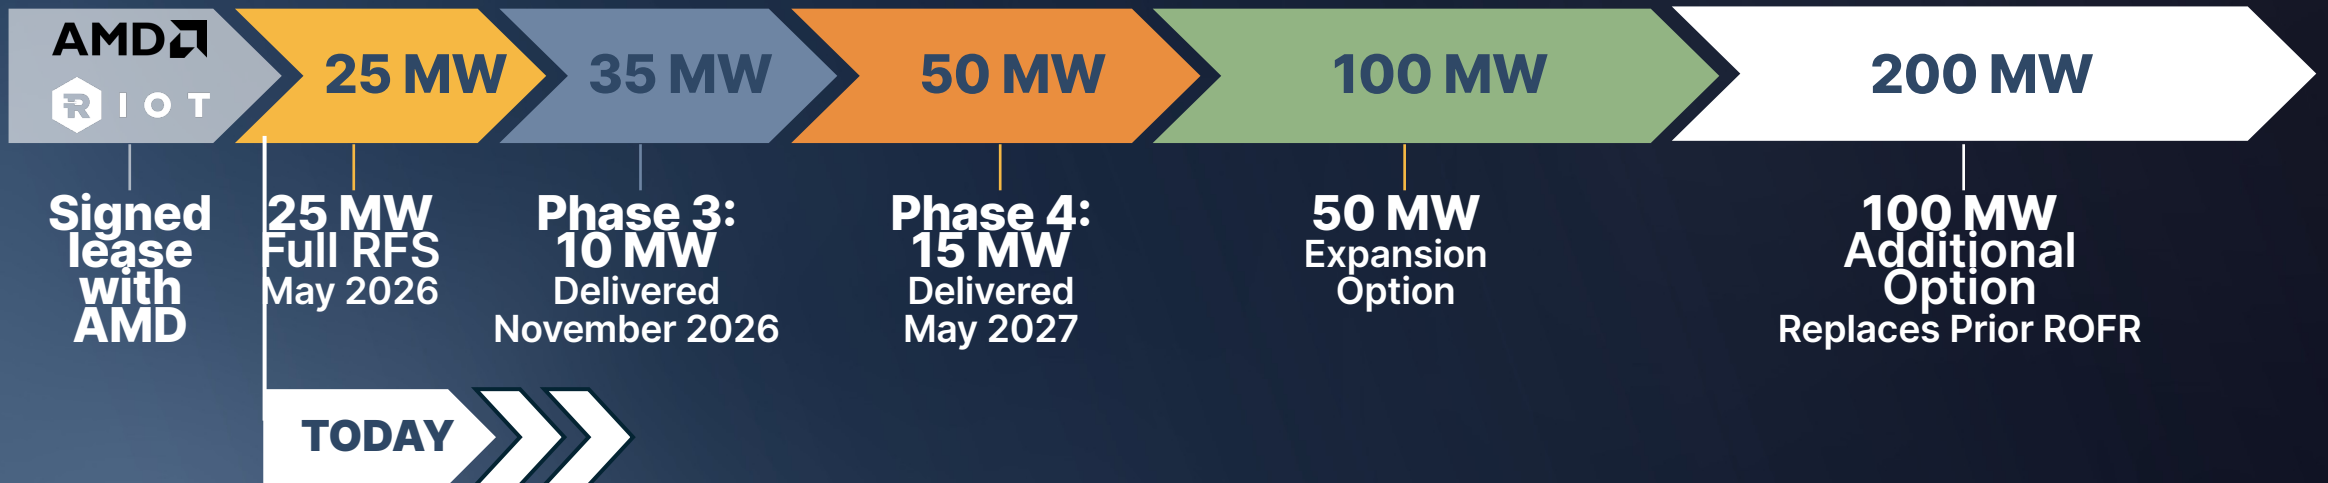 AMD
RIOT
25 MW
35 MW
50 MW
100 MW
200 MW
Signed
lease
with
AMD
25 MW
Full RFS
May 2026
Phase 3:
10 MW
Delivered
November 2026
Phase 4:
15 MW
Delivered
May 2027
50 MW
Expansion
Option
100 MW
Additional
Option
Replaces Prior ROFR
TODAY